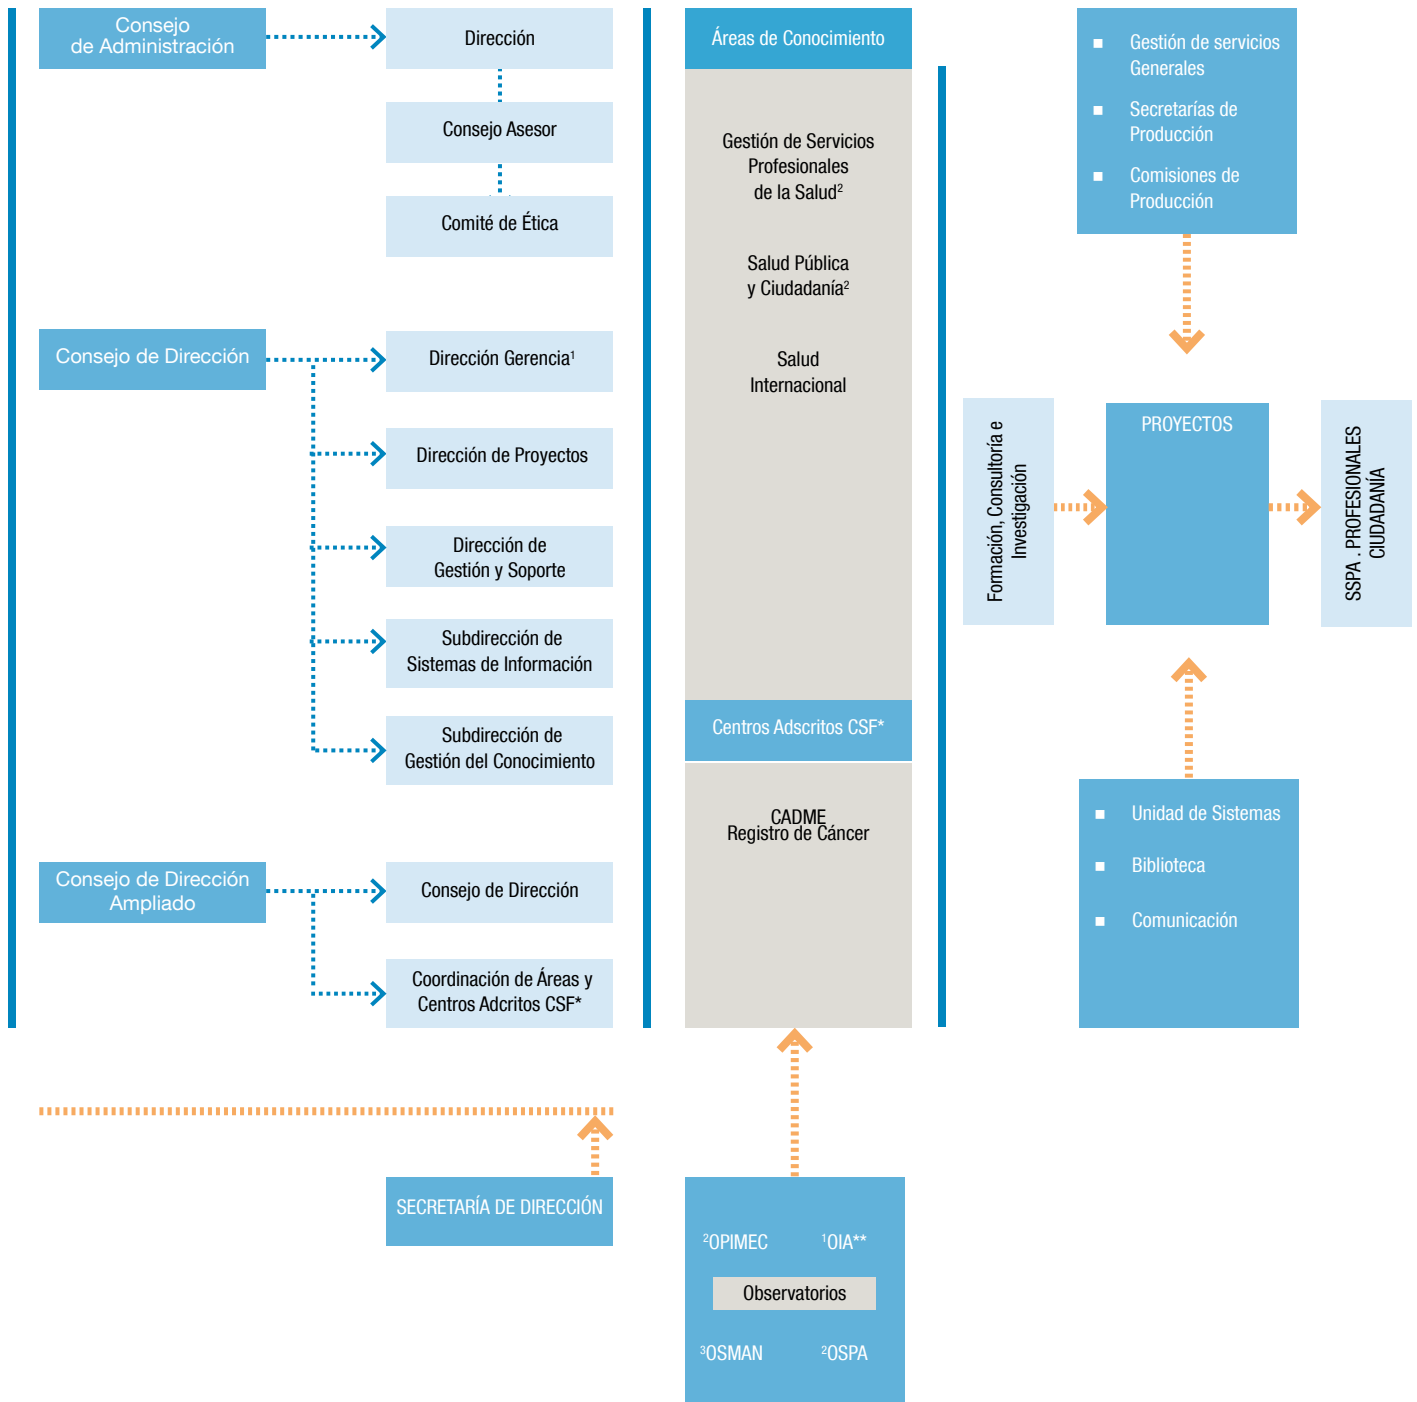 Consejo
de Administración
Dirección
Consejo Asesor
Comité de Ética
Consejo de Dirección
Dirección Gerencia¹
Dirección de Proyectos
Dirección de
Gestión y Soporte
Subdirección de
Sistemas de Información
Subdirección de
Gestión del Conocimiento
Consejo de Dirección
Ampliado
Consejo de Dirección
Coordinación de Áreas y
Centros Adcritos CSF*
SECRETARÍA DE DIRECCIÓN
Áreas de Conocimiento
Gestión de Servicios
Profesionales
de la Salud²
Salud Pública
y Ciudadanía²
Salud
Internacional
Centros Adscritos CSF*
CADME
Registro de Cáncer
²OPIMEC ¹OIA**
Observatorios
³OSMAN ²OSPA
Gestión de servicios
Generales
Secretarías de
Producción
Comisiones de
Producción
Formación, Consultoría e
Investigación
PROYECTOS
SSPA . PROFESIONALES
CIUDADANÍA
Unidad de Sistemas
Biblioteca
Comunicación